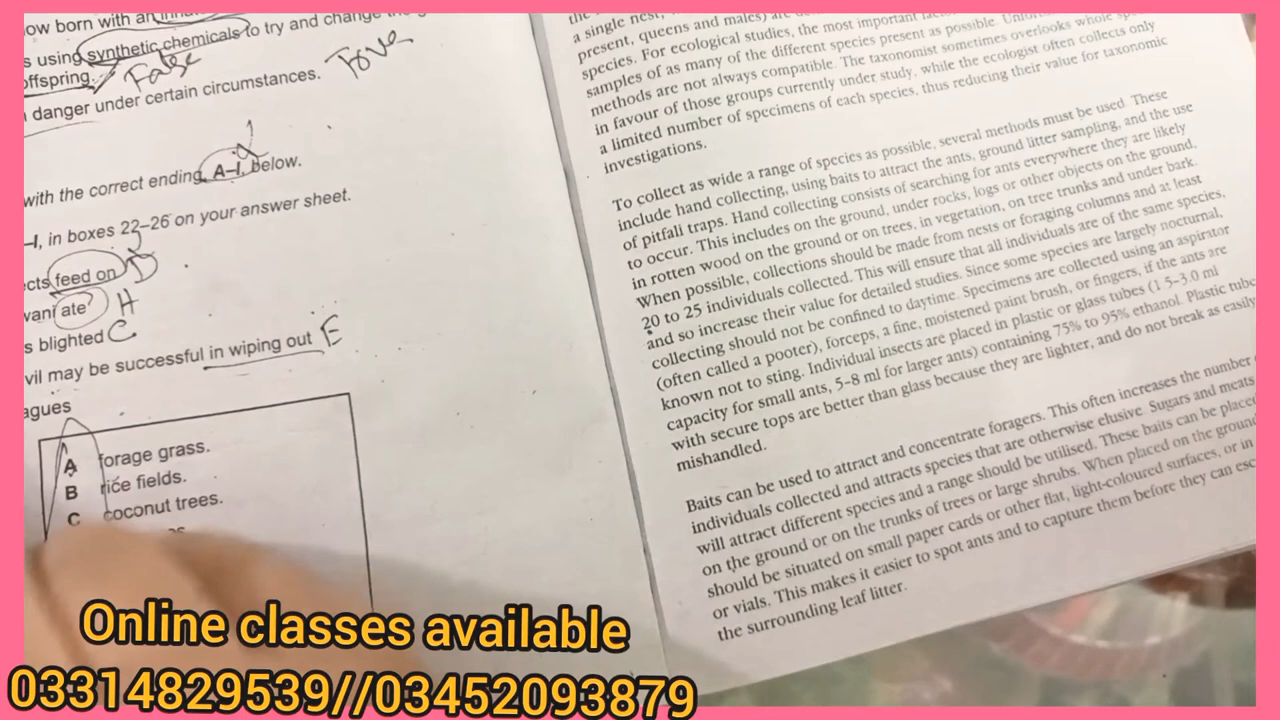 ow born with an
s using synthetic chemicals to try and change the
offspring. False
danger under certain circumstances. True
with the correct ending, A–I, below.
–I, in boxes 22–26 on your answer sheet.
cts feed on D
ate H
s blighted C
vil may be successful in wiping out E
agues
A forage grass.
B rice fields.
C coconut trees.
a single nest,
present, queens and males) are
species. For ecological studies, the most important
samples of as many of the different species present as possible.
methods are not always compatible. The taxonomist sometimes overlooks whole
in favour of those groups currently under study, while the ecologist often collects only
a limited number of specimens of each species, thus reducing their value for taxonomic
investigations.
To collect as wide a range of species as possible, several methods must be used. These
include hand collecting, using baits to attract the ants, ground litter sampling, and the use
of pitfall traps. Hand collecting consists of searching for ants everywhere they are likely
to occur. This includes on the ground, under rocks, logs or other objects on the ground,
in rotten wood on the ground or on trees, in vegetation, on tree trunks and under bark.
When possible, collections should be made from nests or foraging columns and at least
20 to 25 individuals collected. This will ensure that all individuals are of the same species,
and so increase their value for detailed studies. Since some species are largely nocturnal,
collecting should not be confined to daytime. Specimens are collected using an aspirator
(often called a pooter), forceps, a fine, moistened paint brush, or fingers, if the ants are
known not to sting. Individual insects are placed in plastic or glass tubes (1 5–3.0 ml
capacity for small ants, 5–8 ml for larger ants) containing 75% to 95% ethanol. Plastic tubes
with secure tops are better than glass because they are lighter, and do not break as easily
mishandled.
Baits can be used to attract and concentrate foragers. This often increases the number
individuals collected and attracts species that are otherwise elusive. Sugars and meats
will attract different species and a range should be utilised. These baits can be placed
on the ground or on the trunks of trees or large shrubs. When placed on the ground
should be situated on small paper cards or other flat, light-coloured surfaces, or in
or vials. This makes it easier to spot ants and to capture them before they can esc
the surrounding leaf litter.
Online classes available
03314829539//03452093879